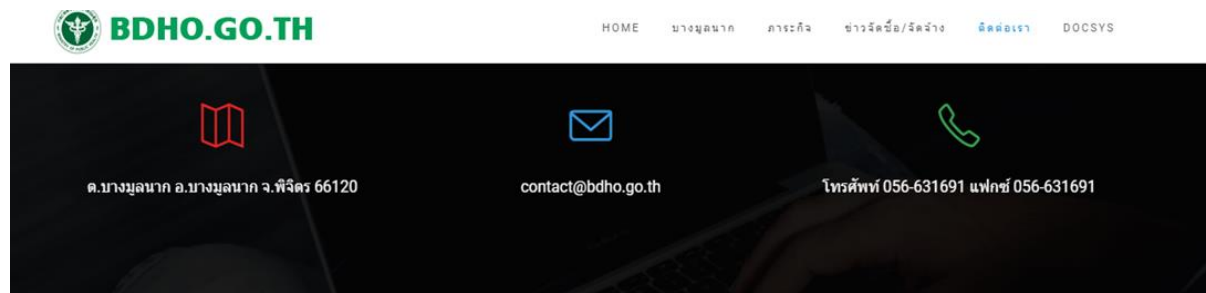 BDHO.GO.TH
HOME บางมูลนาก ภาระกิจ ข่าวจัดซื้อ/จัดจ้าง ติดต่อเรา DOCSYS
ต.บางมูลนาก อ.บางมูลนาก จ.พิจิตร 66120
contact@bdho.go.th
โทรศัพท์ 056-631691 แฟกซ์ 056-631691